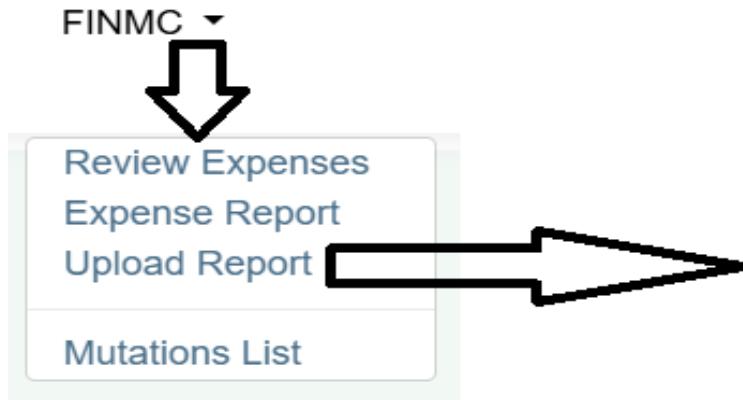 FINMC
Review Expenses
Expense Report
Upload Report
Mutations List